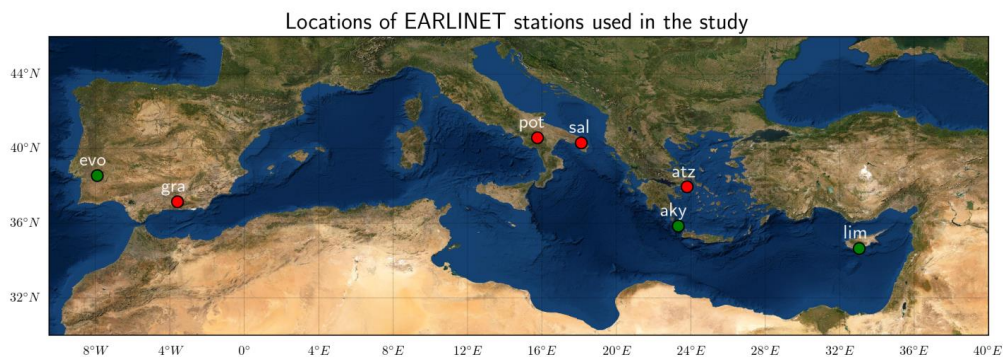 Locations of EARLINET stations used in the study
44°N
40°N
36°N
32°N
evo
gra
pot
sal
atz
aky
lim
8°W
4°W
0°
4°E
8°E
12°E
16°E
20°E
24°E
28°E
32°E
36°E
40°E